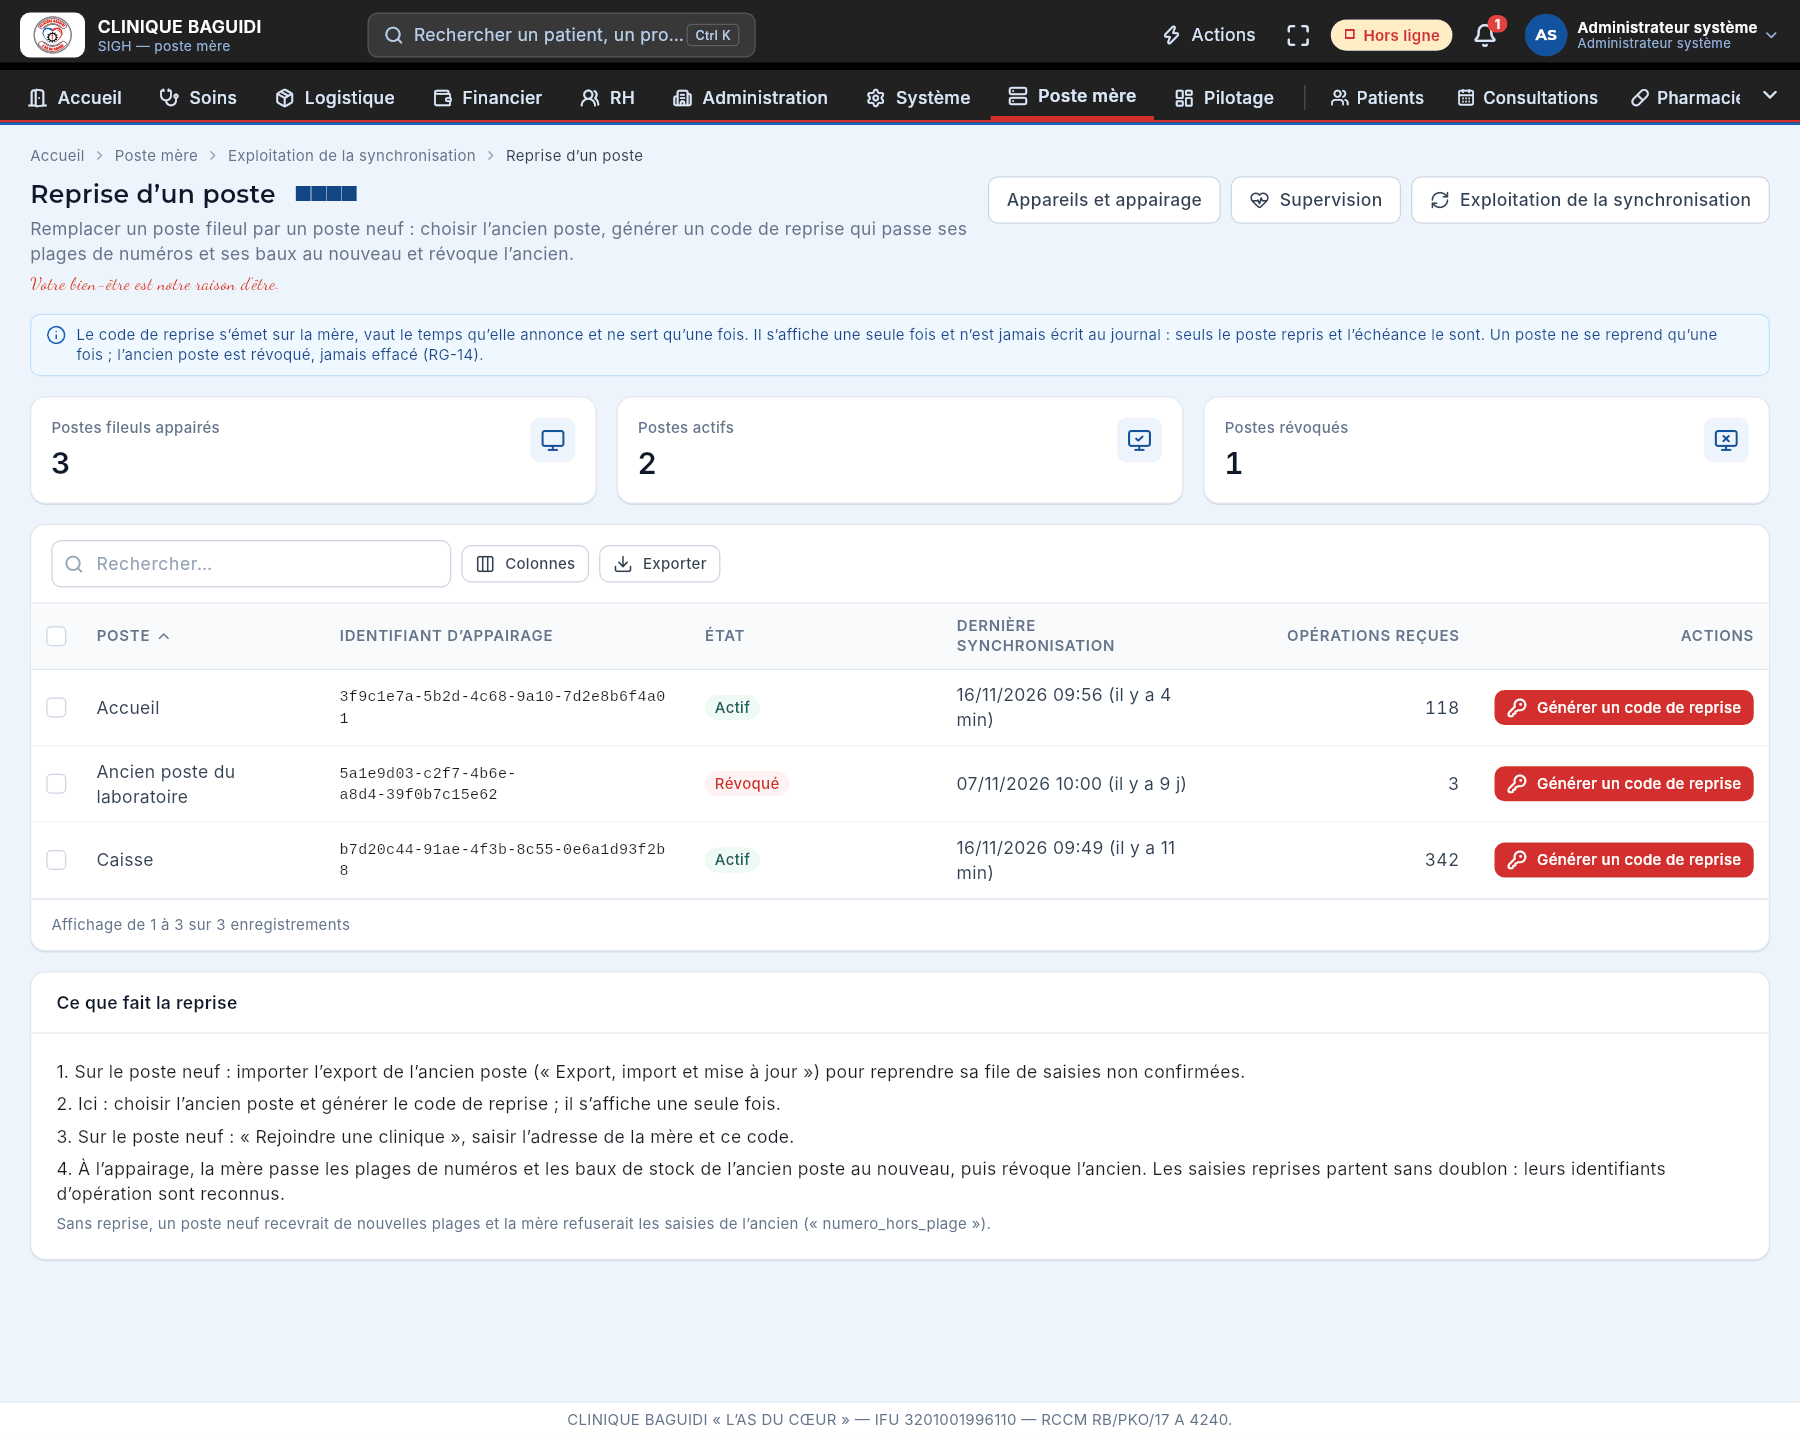 CLINIQUE BAGUIDI
SIGH — poste mère
Rechercher un patient, un pro... Ctrl K
Actions
Hors ligne
1
AS
Administrateur système
Administrateur système
Accueil
Soins
Logistique
Financier
RH
Administration
Système
Poste mère
Pilotage
Patients
Consultations
Pharmacie
Accueil > Poste mère > Exploitation de la synchronisation > Reprise d’un poste
Reprise d’un poste
Appareils et appairage
Supervision
Exploitation de la synchronisation
Remplacer un poste fileul par un poste neuf : choisir l’ancien poste, générer un code de reprise qui passe ses
plages de numéros et ses baux au nouveau et révoque l’ancien.
Votre bien-être est notre raison d'être.
Le code de reprise s’émet sur la mère, vaut le temps qu’elle annonce et ne sert qu’une fois. Il s’affiche une seule fois et n’est jamais écrit au journal : seuls le poste repris et l’échéance le sont. Un poste ne se reprend qu’une
fois ; l’ancien poste est révoqué, jamais effacé (RG-14).
Postes fileuls appairés
3
Postes actifs
2
Postes révoqués
1
Rechercher...
Colonnes
Exporter
POSTE
IDENTIFIANT D’APPAIRAGE
ÉTAT
DERNIÈRE
SYNCHRONISATION
OPÉRATIONS REÇUES
ACTIONS
Accueil
3f9c1e7a-5b2d-4c68-9a10-7d2e8b6f4a0
1
Actif
16/11/2026 09:56 (il y a 4
min)
118
Générer un code de reprise
Ancien poste du
laboratoire
5a1e9d03-c2f7-4b6e-
a8d4-39f0b7c15e62
Révoqué
07/11/2026 10:00 (il y a 9 j)
3
Générer un code de reprise
Caisse
b7d20c44-91ae-4f3b-8c55-0e6a1d93f2b
8
Actif
16/11/2026 09:49 (il y a 11
min)
342
Générer un code de reprise
Affichage de 1 à 3 sur 3 enregistrements
Ce que fait la reprise
1. Sur le poste neuf : importer l’export de l’ancien poste (« Export, import et mise à jour ») pour reprendre sa file de saisies non confirmées.
2. Ici : choisir l’ancien poste et générer le code de reprise ; il s’affiche une seule fois.
3. Sur le poste neuf : « Rejoindre une clinique », saisir l’adresse de la mère et ce code.
4. À l’appairage, la mère passe les plages de numéros et les baux de stock de l’ancien poste au nouveau, puis révoque l’ancien. Les saisies reprises partent sans doublon : leurs identifiants
d’opération sont reconnus.
Sans reprise, un poste neuf recevrait de nouvelles plages et la mère refuserait les saisies de l’ancien (« numero_hors_plage »).
CLINIQUE BAGUIDI « L’AS DU CŒUR » — IFU 3201001996110 — RCCM RB/PKO/17 A 4240.